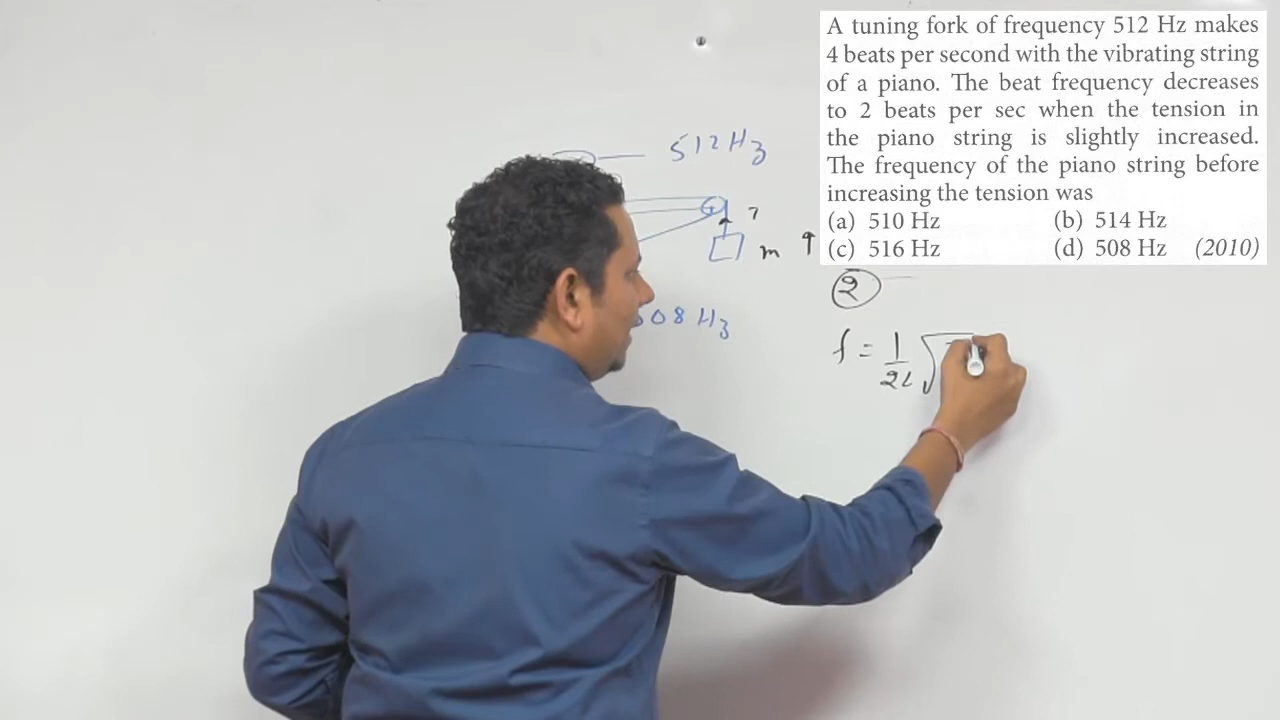 A tuning fork of frequency 512 Hz makes
4 beats per second with the vibrating string
of a piano. The beat frequency decreases
to 2 beats per sec when the tension in
the piano string is slightly increased.
The frequency of the piano string before
increasing the tension was
(a) 510 Hz (b) 514 Hz
(c) 516 Hz (d) 508 Hz (2010)
512 Hz
m ↑
2
08 Hz
f = 1/2L √